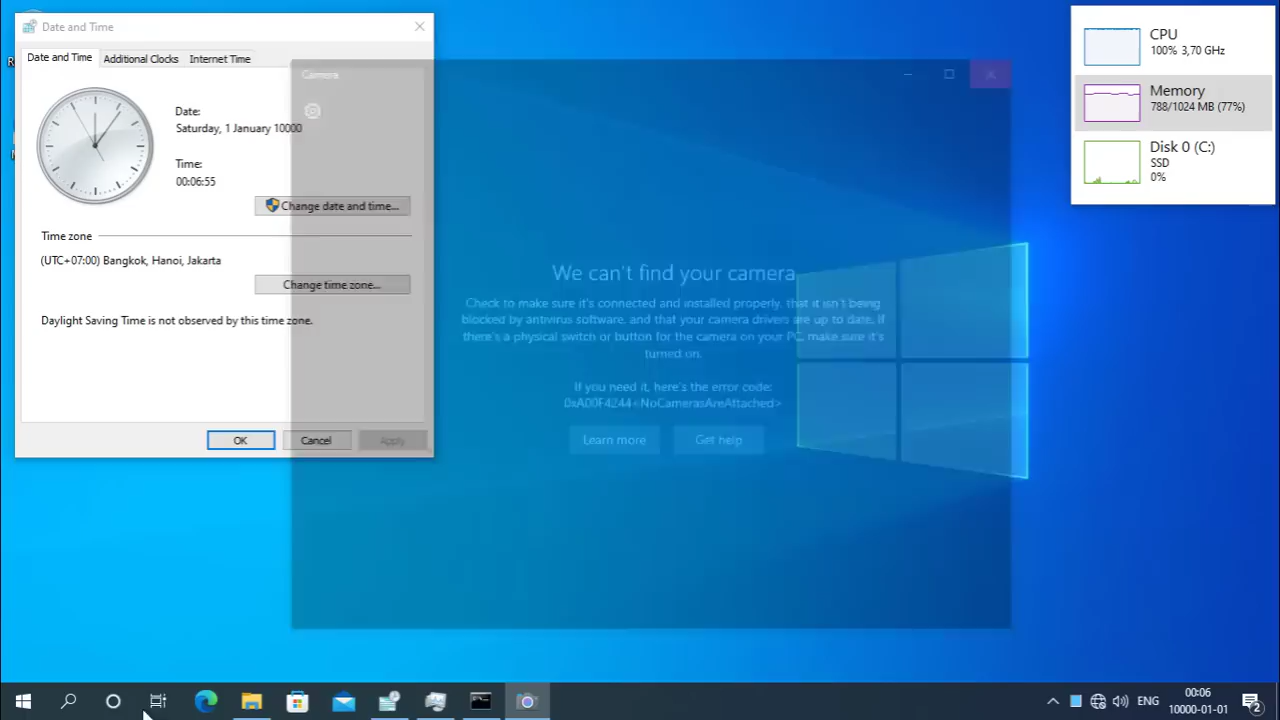 Date and Time
Date and Time
Additional Clocks
Internet Time
Date:
Saturday, 1 January 10000
Time:
00:06:55
Change date and time...
Time zone
(UTC+07:00) Bangkok, Hanoi, Jakarta
Change time zone...
Daylight Saving Time is not observed by this time zone.
OK
Cancel
Apply
Camera
We can't find your camera
Check to make sure it's connected and installed properly, that it isn't being
blocked by antivirus software, and that your camera drivers are up to date. If
there's a physical switch or button for the camera on your PC, make sure it's
turned on.
If you need it, here's the error code:
0xA00F4244<NoCamerasAreAttached>
Learn more
Get help
CPU
100% 3,70 GHz
Memory
788/1024 MB (77%)
Disk 0 (C:)
SSD
0%
ENG
00:06
10000-01-01
2